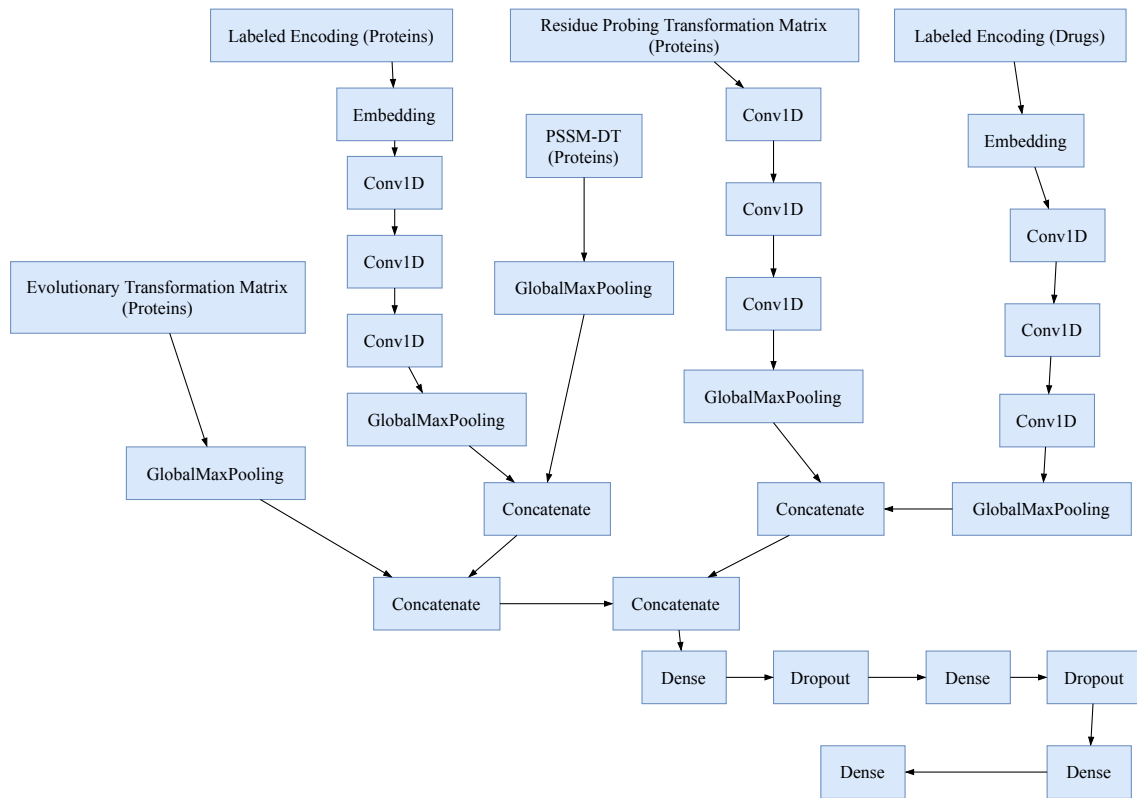 Labeled Encoding (Proteins)
Residue Probing Transformation Matrix
(Proteins)
Labeled Encoding (Drugs)
Embedding
Conv1D
PSSM-DT
(Proteins)
Embedding
Conv1D
Conv1D
Conv1D
Conv1D
Evolutionary Transformation Matrix
(Proteins)
GlobalMaxPooling
Conv1D
Conv1D
Conv1D
GlobalMaxPooling
GlobalMaxPooling
Conv1D
GlobalMaxPooling
Concatenate
Concatenate
GlobalMaxPooling
Concatenate
Concatenate
Dense
Dropout
Dense
Dropout
Dense
Dense